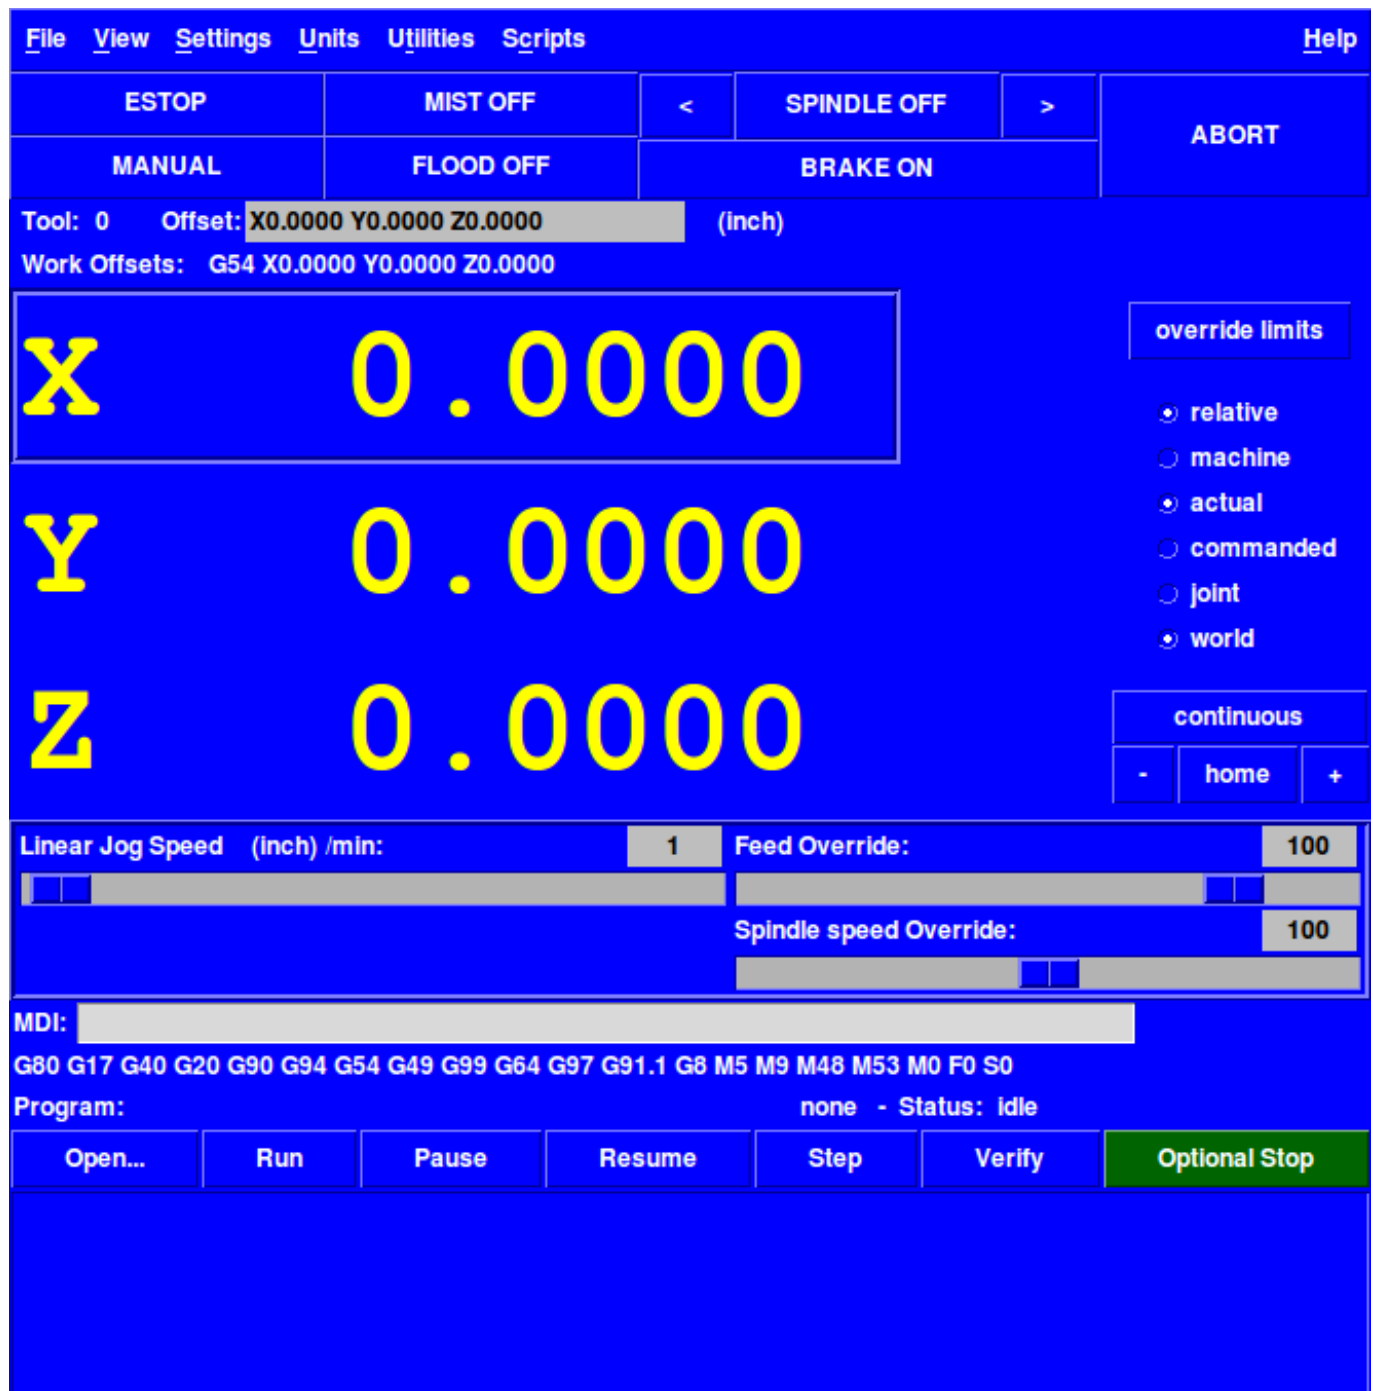 File View Settings Units Utilities Scripts Help
ESTOP MIST OFF < SPINDLE OFF > ABORT
MANUAL FLOOD OFF BRAKE ON
Tool: 0 Offset: X0.0000 Y0.0000 Z0.0000 (inch)
Work Offsets: G54 X0.0000 Y0.0000 Z0.0000
X 0.0000
override limits
relative
machine
actual
commanded
joint
world
Y 0.0000
Z 0.0000
continuous
- home +
Linear Jog Speed (inch) /min: 1 Feed Override: 100
Spindle speed Override: 100
MDI:
G80 G17 G40 G20 G90 G94 G54 G49 G99 G64 G97 G91.1 G8 M5 M9 M48 M53 M0 F0 S0
Program: none - Status: idle
Open... Run Pause Resume Step Verify Optional Stop